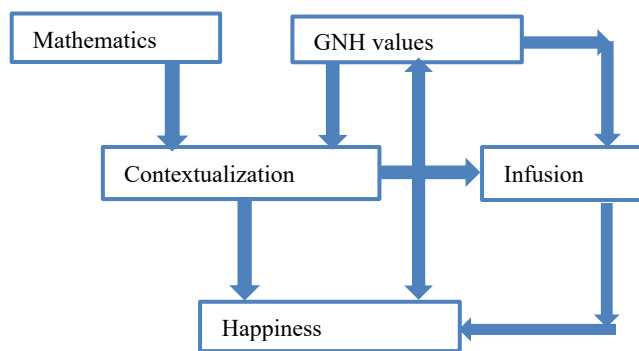 Mathematics
GNH values
Contextualization
Infusion
Happiness